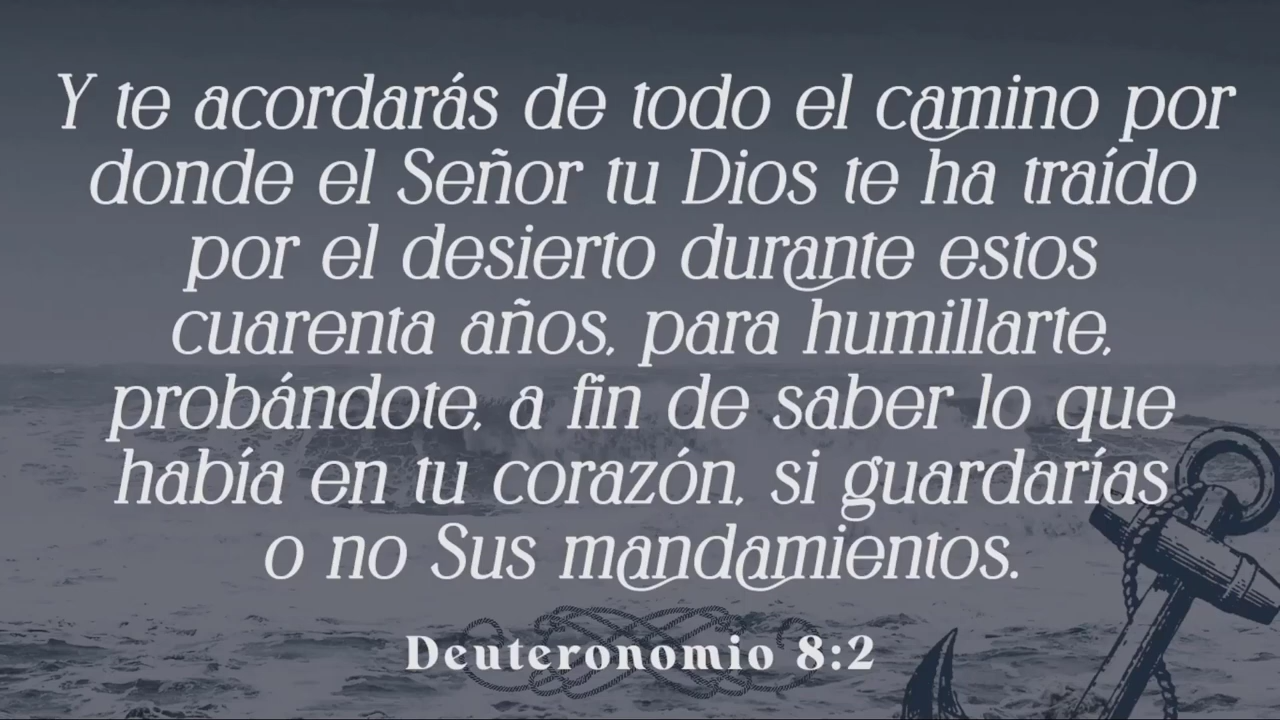 Y te acordarás de todo el camino por
donde el Señor tu Dios te ha traído
por el desierto durante estos
cuarenta años, para humillarte,
probándote, a fin de saber lo que
había en tu corazón, si guardarías
o no Sus mandamientos.
Deuteronomio 8:2